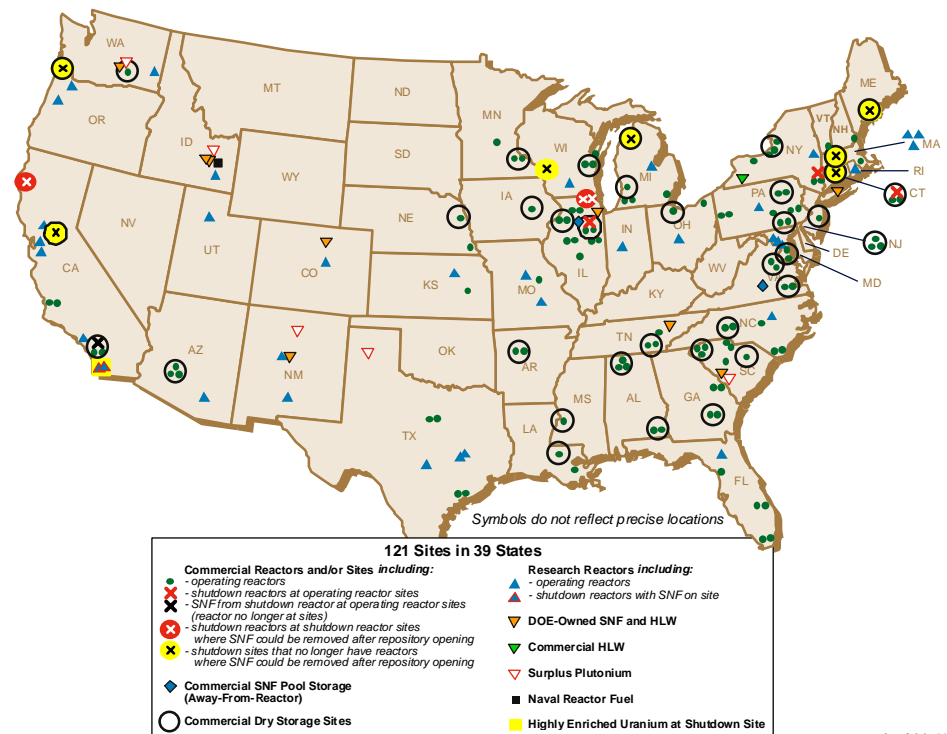 WA
ME
MT
ND
MN
VT
NH
OR
ID
SD
WI
NY
MA
MI
RI
WY
CT
IA
PA
NE
NV
OH
NJ
IN
UT
IL
DE
CO
WV
CA
KS
MO
VA
MD
KY
NC
TN
AZ
OK
NM
AR
SC
MS
AL
GA
TX
LA
FL
Symbols do not reflect precise locations
121 Sites in 39 States
Commercial Reactors and/or Sites including:
- operating reactors
- shutdown reactors at operating reactor sites
- SNF from shutdown reactor at operating reactor sites
(reactor no longer at sites)
- shutdown reactors at shutdown reactor sites
where SNF could be removed after repository opening
- shutdown sites that no longer have reactors
where SNF could be removed after repository opening
Commercial SNF Pool Storage
(Away-From-Reactor)
Commercial Dry Storage Sites
Research Reactors including:
- operating reactors
- shutdown reactors with SNF on site
DOE-Owned SNF and HLW
Commercial HLW
Surplus Plutonium
Naval Reactor Fuel
Highly Enriched Uranium at Shutdown Site